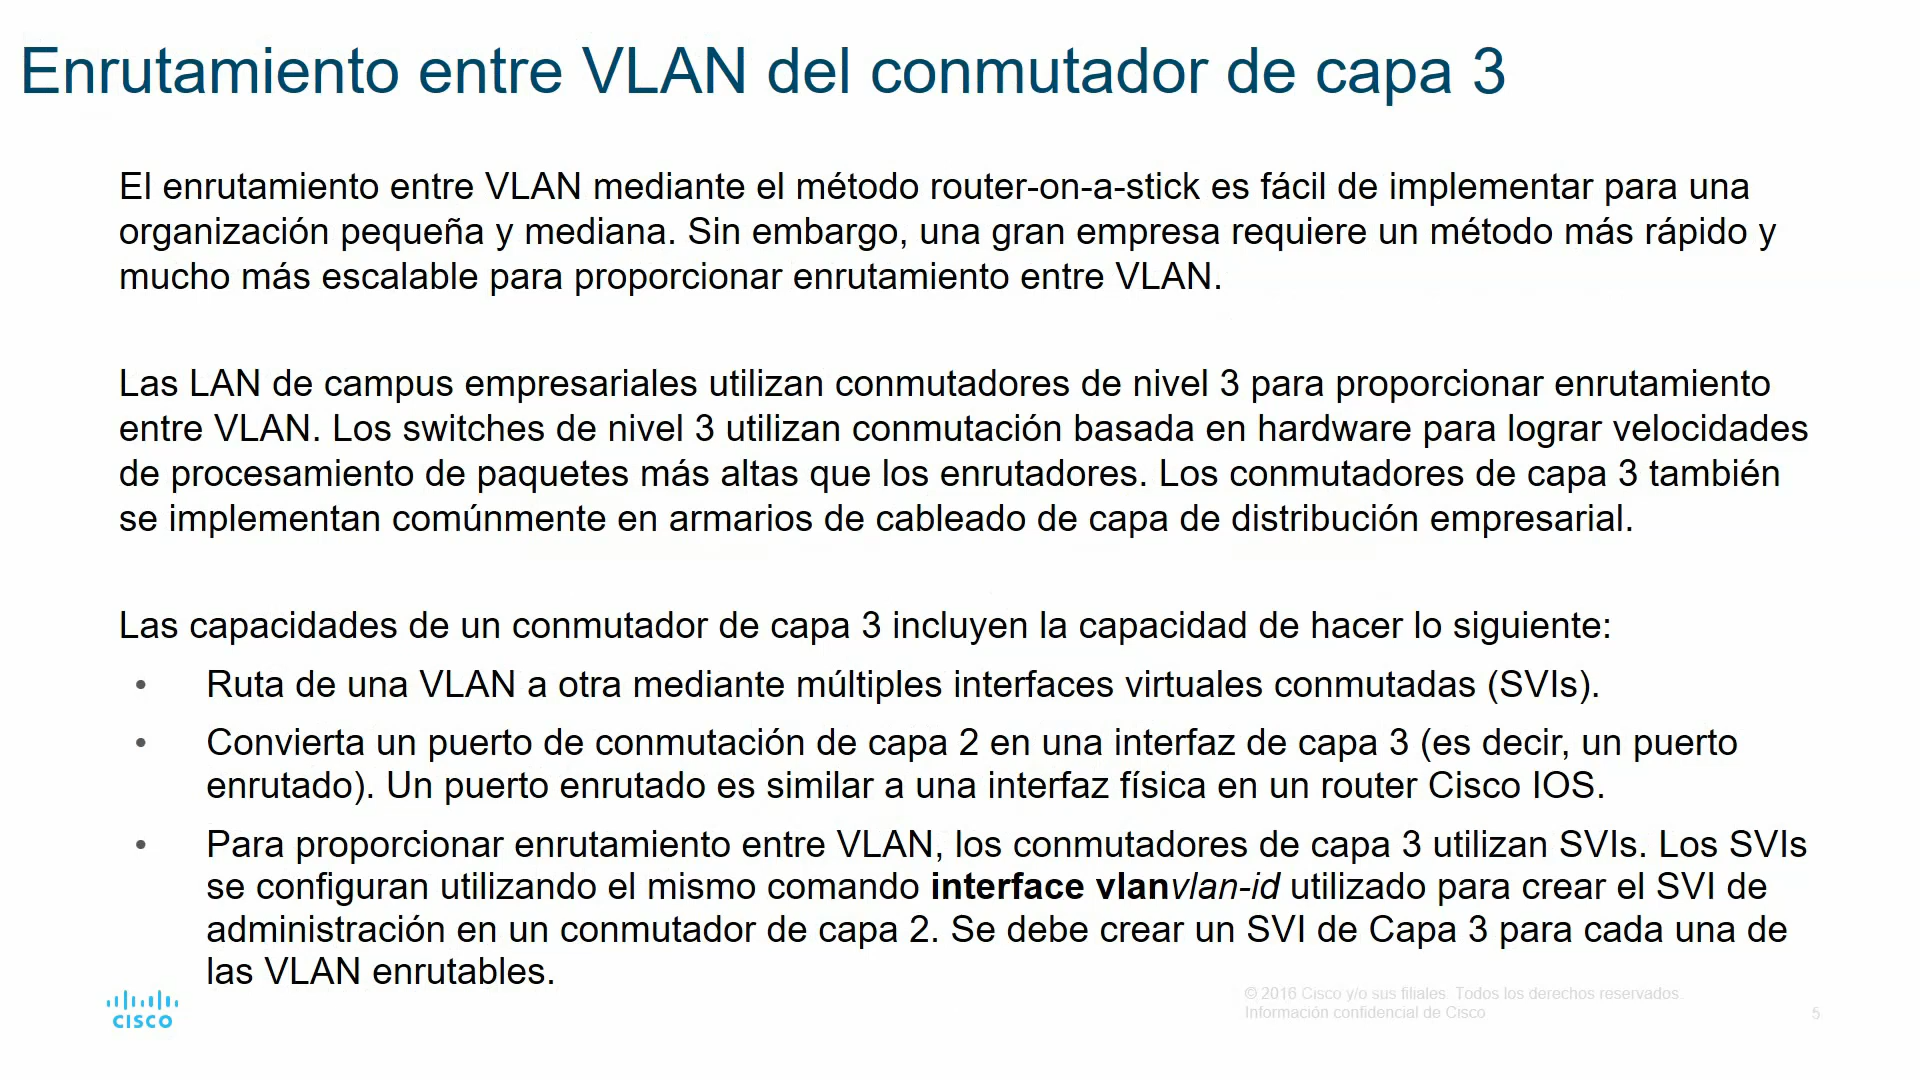 Enrutamiento entre VLAN del conmutador de capa 3
El enrutamiento entre VLAN mediante el método router-on-a-stick es fácil de implementar para una
organización pequeña y mediana. Sin embargo, una gran empresa requiere un método más rápido y
mucho más escalable para proporcionar enrutamiento entre VLAN.
Las LAN de campus empresariales utilizan conmutadores de nivel 3 para proporcionar enrutamiento
entre VLAN. Los switches de nivel 3 utilizan conmutación basada en hardware para lograr velocidades
de procesamiento de paquetes más altas que los enrutadores. Los conmutadores de capa 3 también
se implementan comúnmente en armarios de cableado de capa de distribución empresarial.
Las capacidades de un conmutador de capa 3 incluyen la capacidad de hacer lo siguiente:
• Ruta de una VLAN a otra mediante múltiples interfaces virtuales conmutadas (SVIs).
• Convierta un puerto de conmutación de capa 2 en una interfaz de capa 3 (es decir, un puerto
enrutado). Un puerto enrutado es similar a una interfaz física en un router Cisco IOS.
• Para proporcionar enrutamiento entre VLAN, los conmutadores de capa 3 utilizan SVIs. Los SVIs
se configuran utilizando el mismo comando interface vlanvlan-id utilizado para crear el SVI de
administración en un conmutador de capa 2. Se debe crear un SVI de Capa 3 para cada una de
las VLAN enrutables.
CISCO
© 2016 Cisco y/o sus filiales. Todos los derechos reservados.
Información confidencial de Cisco
5